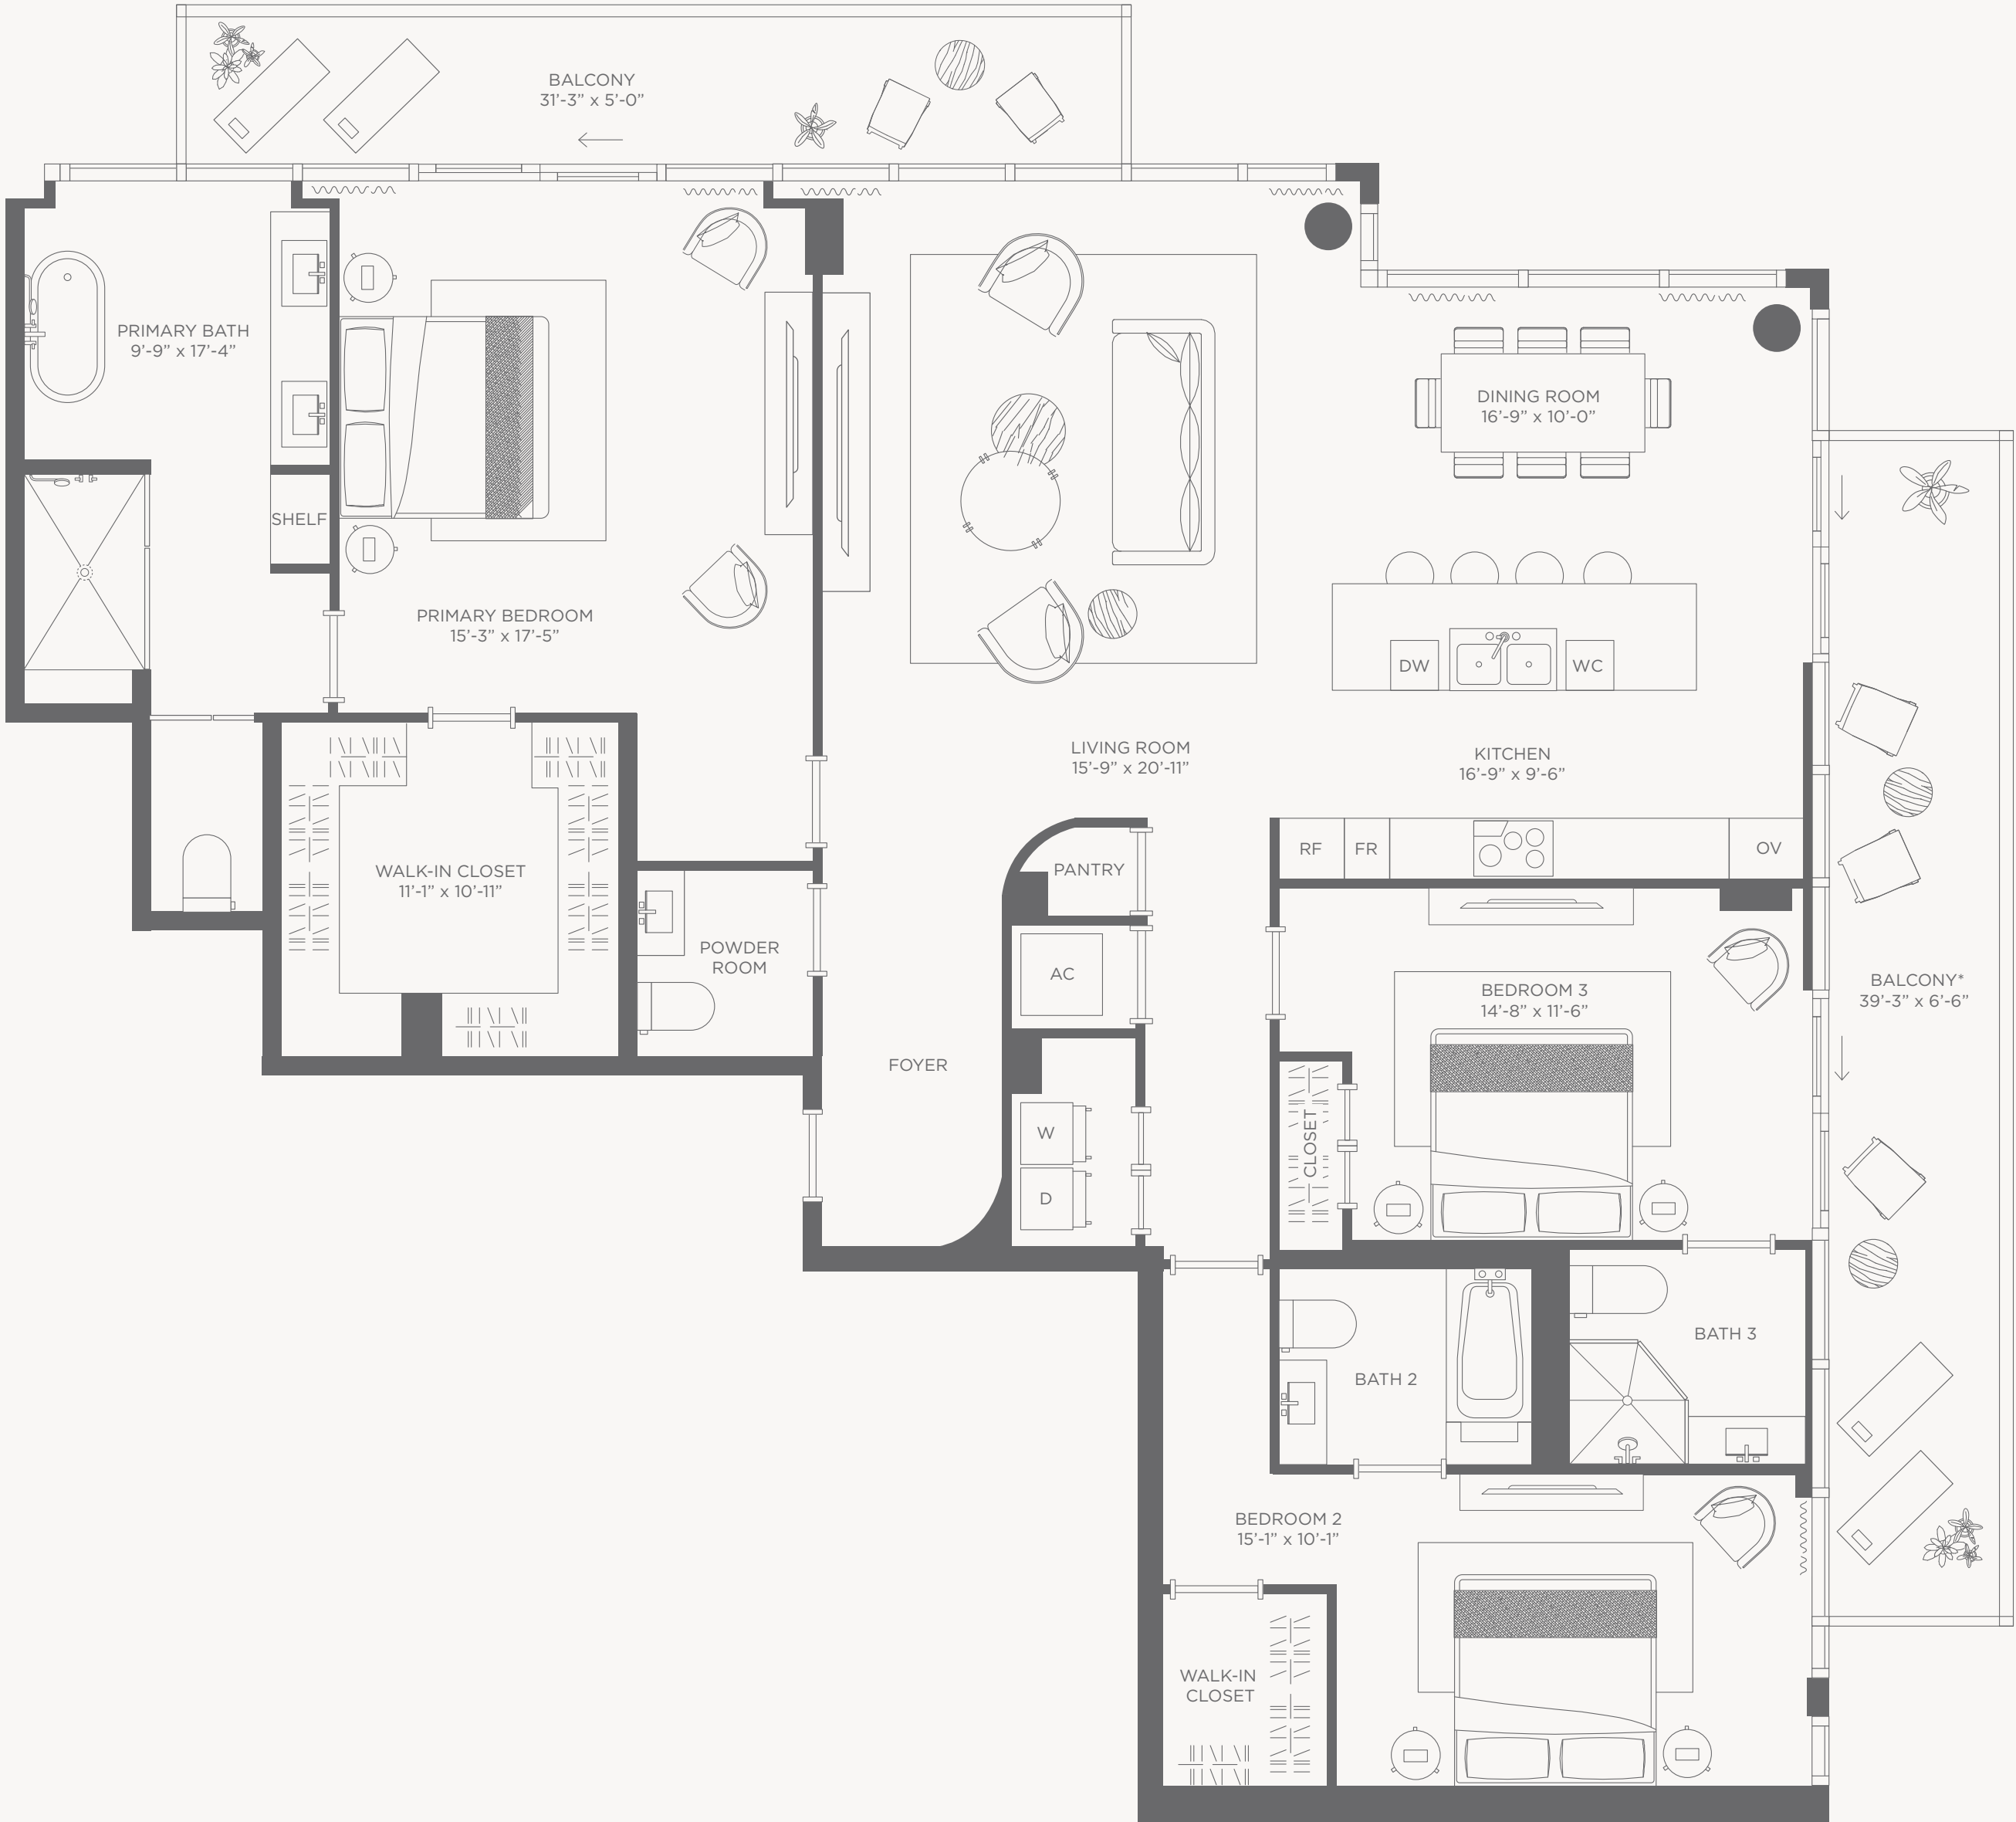 BALCONY
31’-3” x 5’-0”
PRIMARY BATH
9’-9” x 17’-4”
DINING ROOM
16’-9” x 10’-0”
SHELF
PRIMARY BEDROOM
15’-3” x 17’-5”
DW
WC
LIVING ROOM
15’-9” x 20’-11”
KITCHEN
16’-9” x 9’-6”
RF
FR
OV
WALK-IN CLOSET
11’-1” x 10’-11”
PANTRY
POWDER
ROOM
AC
BEDROOM 3
14’-8” x 11’-6”
BALCONY*
39’-3” x 6’-6”
FOYER
W
D
CLOSET
BATH 3
BATH 2
BEDROOM 2
15’-1” x 10’-1”
WALK-IN
CLOSET